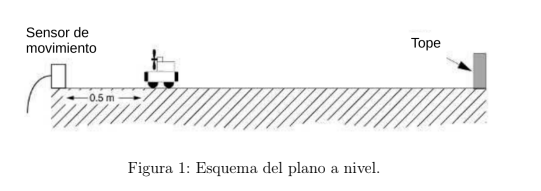 Sensor de
movimiento
Tope
0.5 m
Figura 1: Esquema del plano a nivel.